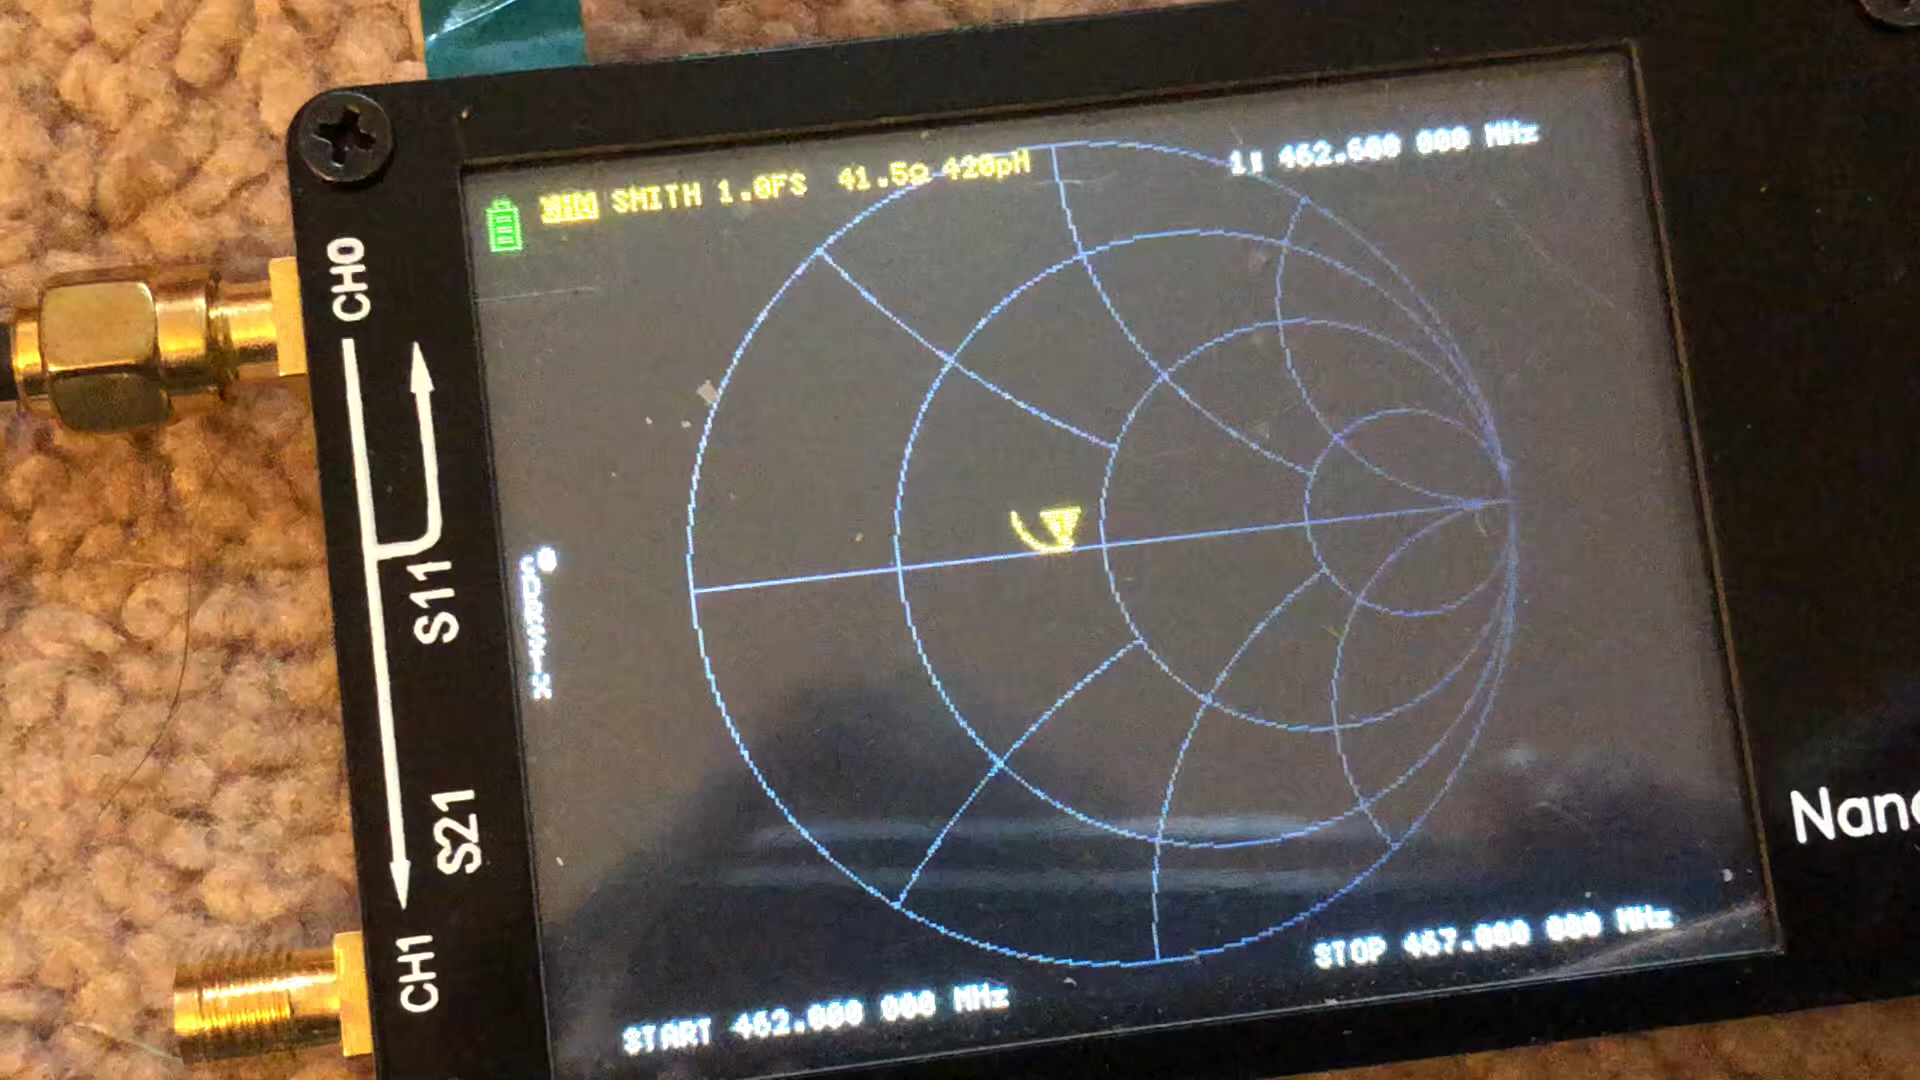 S11 SMITH 1.0FS 41.5Ω 420pH
1: 462.600 000 MHz
CH0
S11
S21
CH1
Nano
START 462.000 000 MHz
STOP 467.000 000 MHz